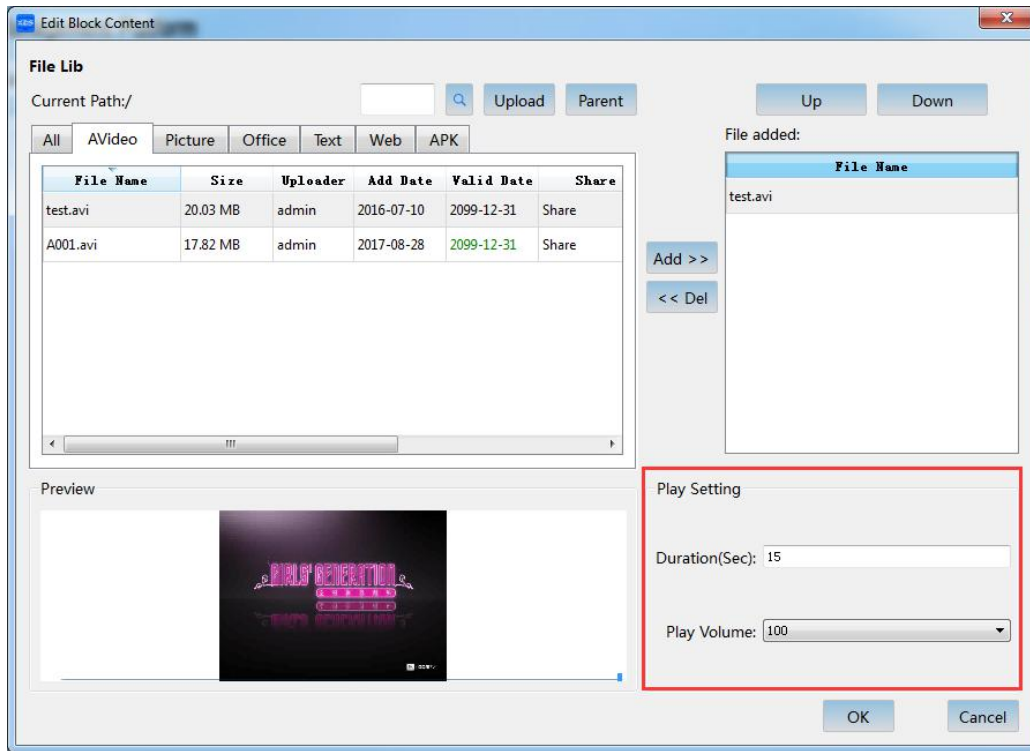 Edit Block Content
File Lib
Current Path:/
Upload
Parent
Up
Down
All
AVideo
Picture
Office
Text
Web
APK
File added:
File Name Size Uploader Add Date Valid Date Share
test.avi 20.03 MB admin 2016-07-10 2099-12-31 Share
A001.avi 17.82 MB admin 2017-08-28 2099-12-31 Share
File Name
test.avi
Add >>
<< Del
Preview
GIRLS' GENERATION
Play Setting
Duration(Sec): 15
Play Volume: 100
OK
Cancel